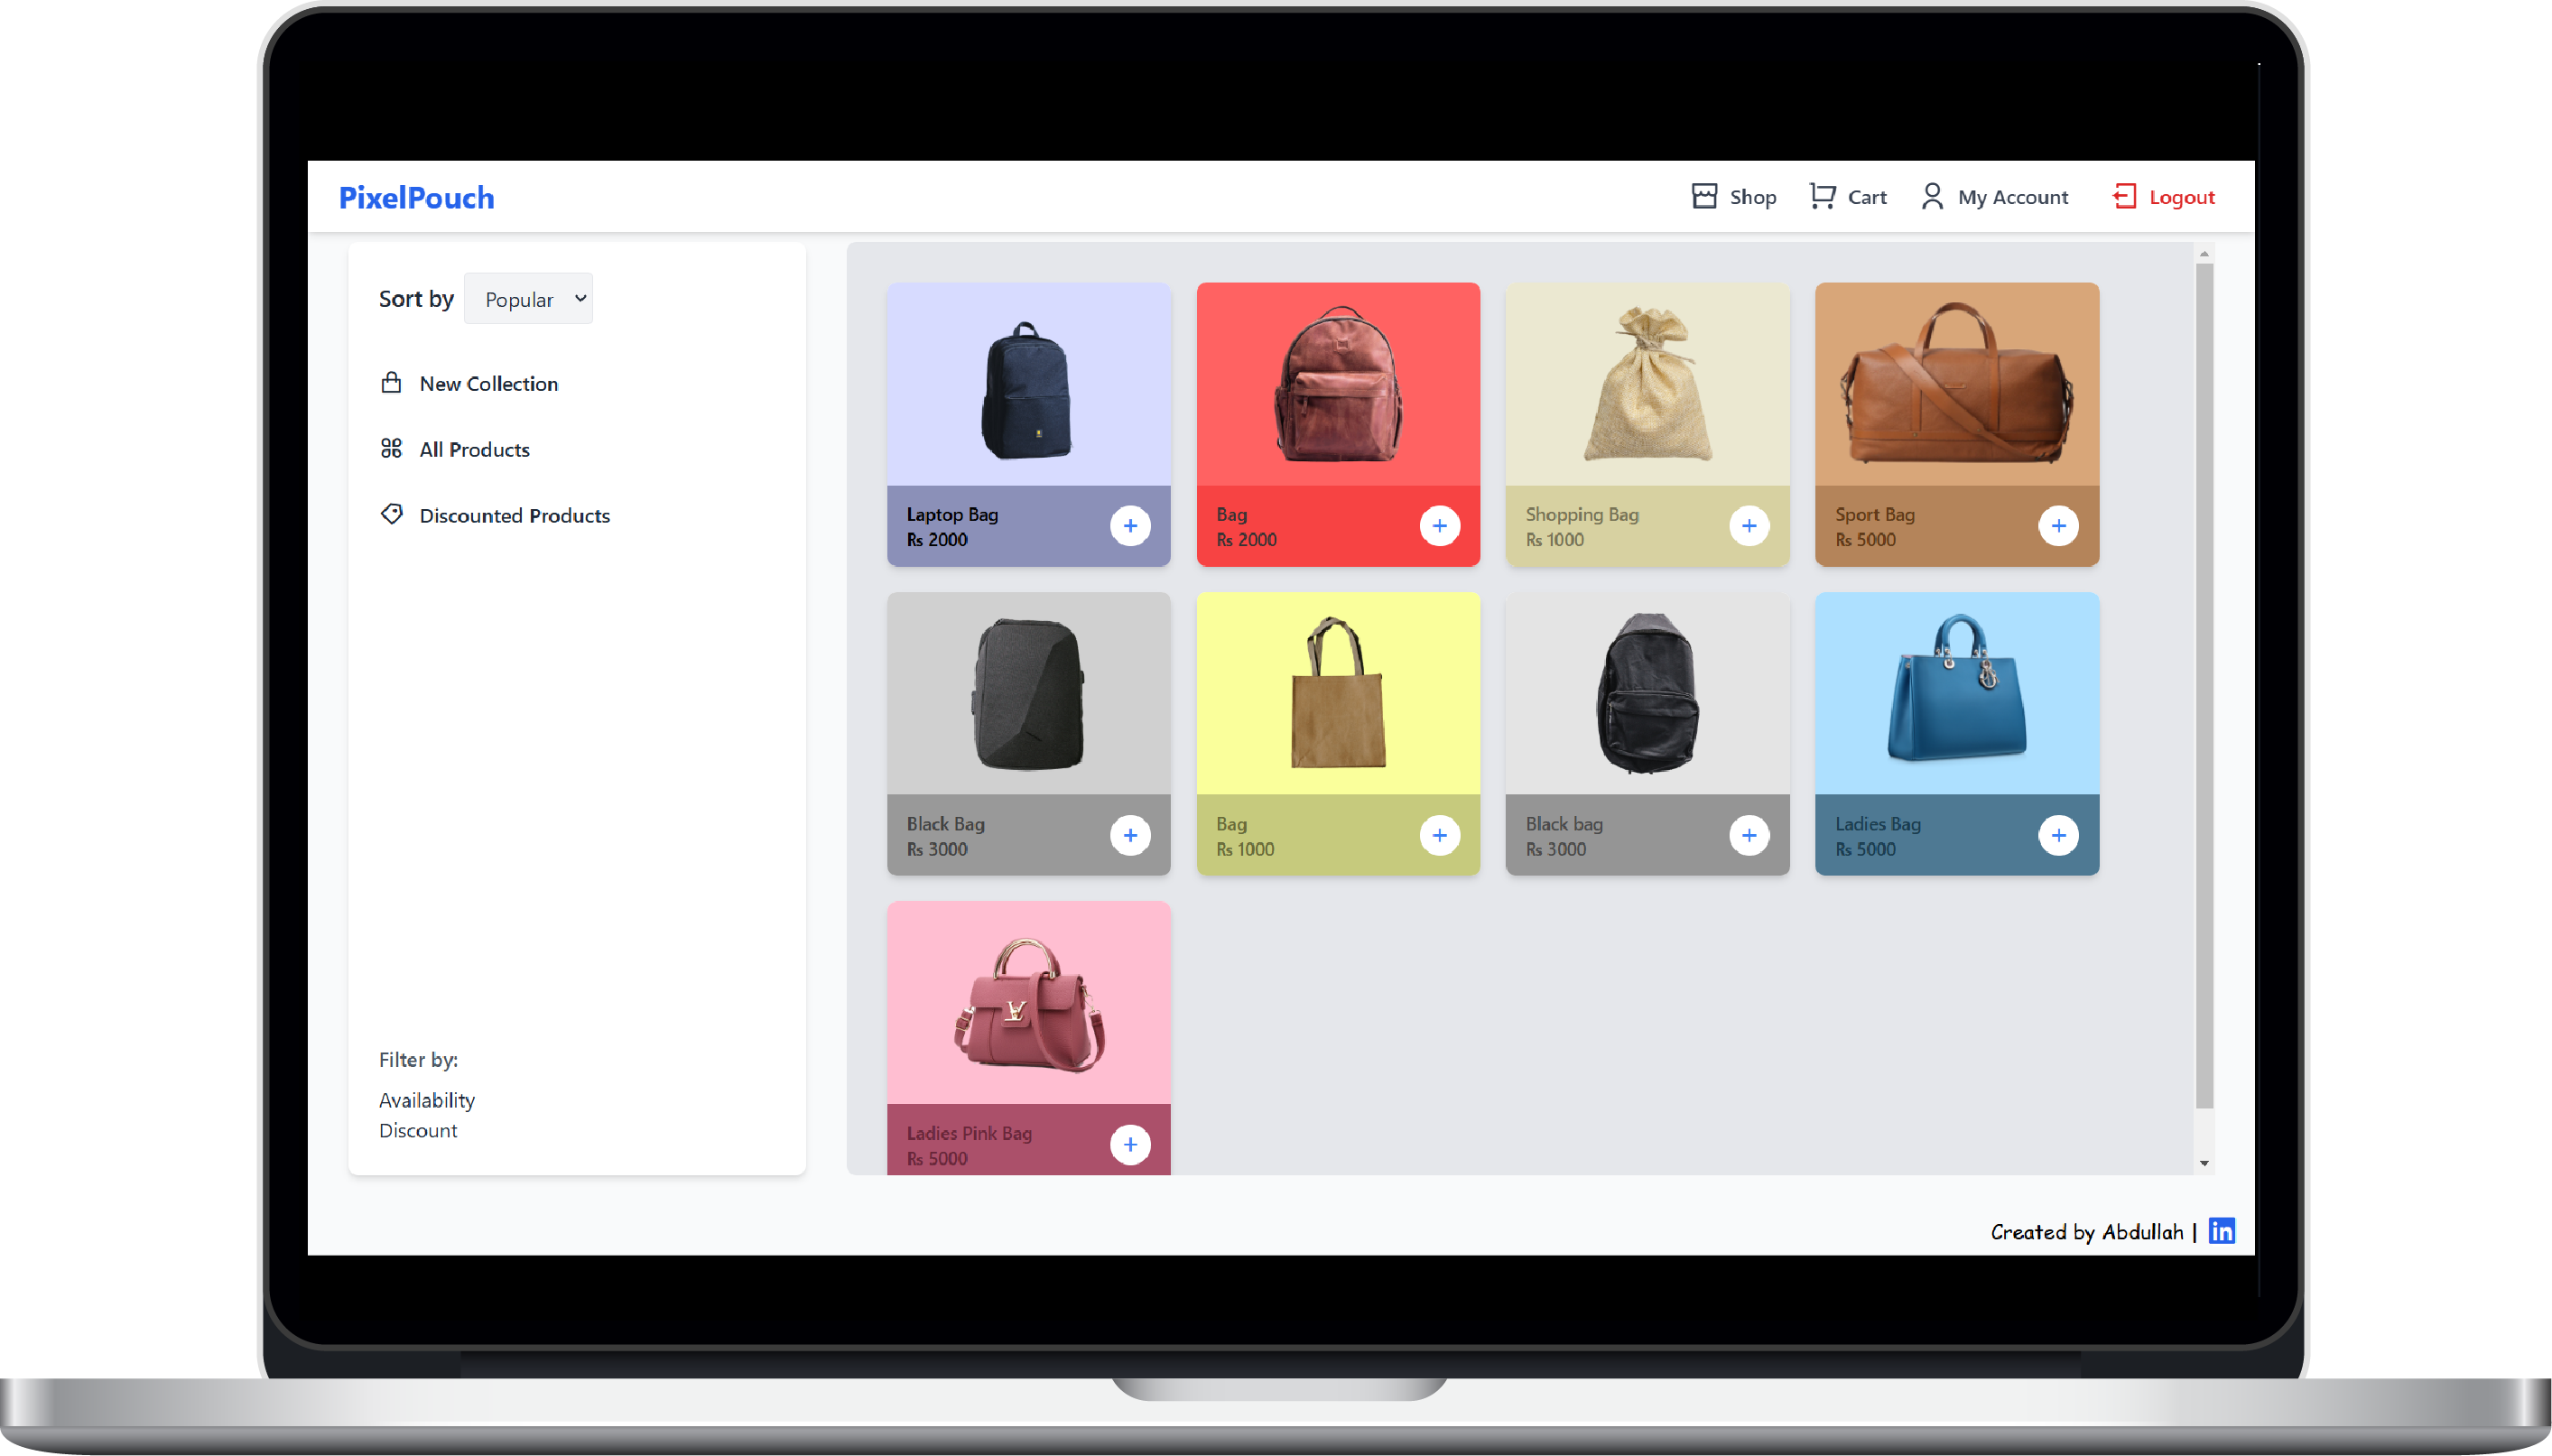 PixelPouch
Shop
Cart
My Account
Logout
Sort by
Popular
New Collection
All Products
Discounted Products
Filter by:
Availability
Discount
Laptop Bag
Rs 2000
+
Bag
Rs 2000
+
Shopping Bag
Rs 1000
+
Sport Bag
Rs 5000
+
Black Bag
Rs 3000
+
Bag
Rs 1000
+
Black bag
Rs 3000
+
Ladies Bag
Rs 5000
+
Ladies Pink Bag
Rs 5000
+
Created by Abdullah | in